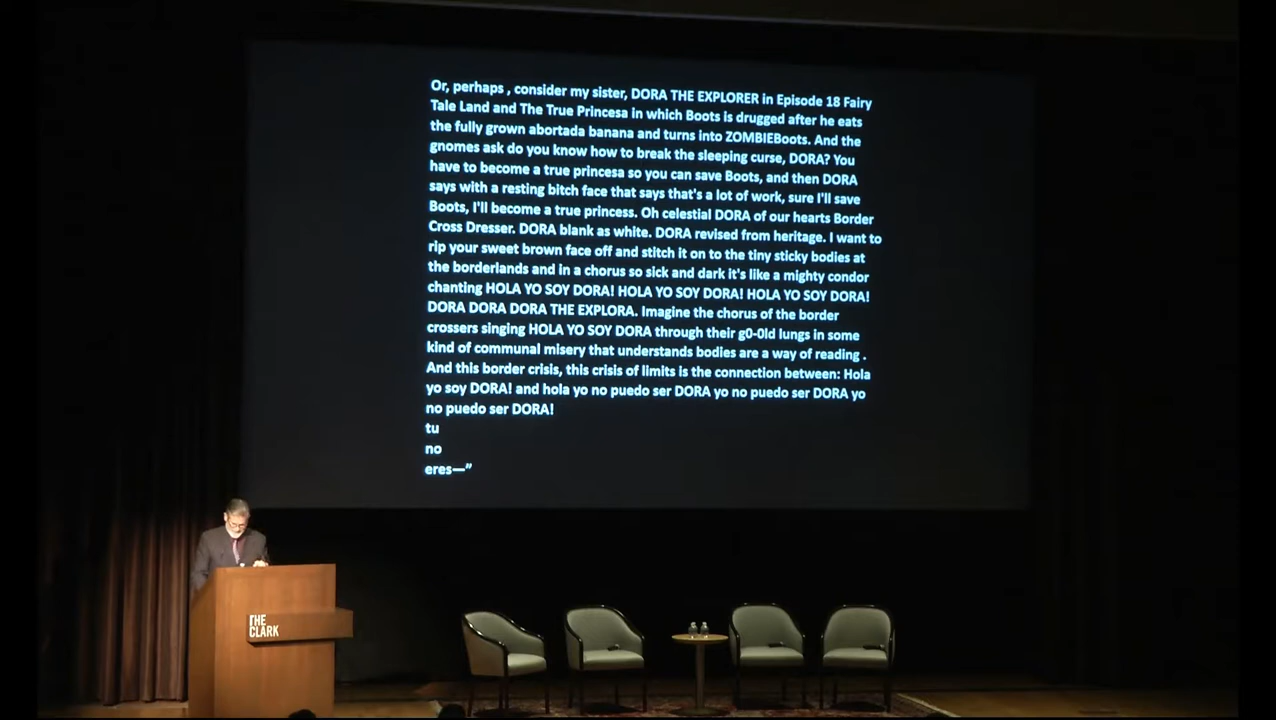 Or, perhaps , consider my sister, DORA THE EXPLORER in Episode 18 Fairy
Tale Land and The True Princesa in which Boots is drugged after he eats
the fully grown abortada banana and turns into ZOMBIEBoots. And the
gnomes ask do you know how to break the sleeping curse, DORA? You
have to become a true princesa so you can save Boots, and then DORA
says with a resting bitch face that says that's a lot of work, sure I'll save
Boots, I'll become a true princess. Oh celestial DORA of our hearts Border
Cross Dresser. DORA blank as white. DORA revised from heritage. I want to
rip your sweet brown face off and stitch it on to the tiny sticky bodies at
the borderlands and in a chorus so sick and dark it's like a mighty condor
chanting HOLA YO SOY DORA! HOLA YO SOY DORA! HOLA YO SOY DORA!
DORA DORA DORA THE EXPLORA. Imagine the chorus of the border
crossers singing HOLA YO SOY DORA through their g0-0ld lungs in some
kind of communal misery that understands bodies are a way of reading .
And this border crisis, this crisis of limits is the connection between: Hola
yo soy DORA! and hola yo no puedo ser DORA yo no puedo ser DORA yo
no puedo ser DORA!
tu
no
eres—”
THE
CLARK